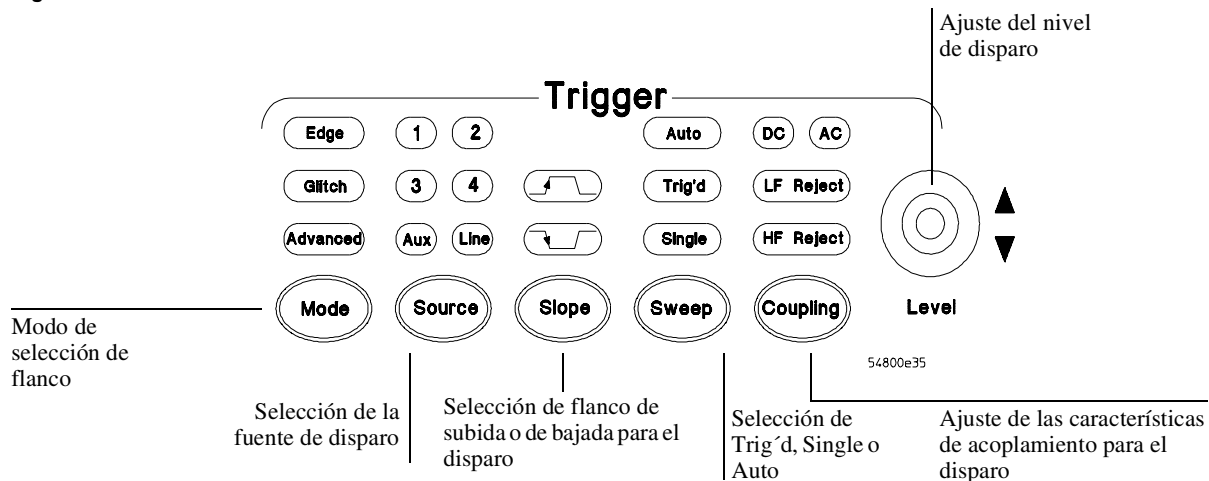 Ajuste del nivel
de disparo
Trigger
Edge 1 2 Auto DC AC
Glitch 3 4 Trig'd LF Reject
Advanced Aux Line Single HF Reject
Mode Source Slope Sweep Coupling Level
54800e35
Modo de
selección de
flanco
Selección de la
fuente de disparo
Selección de flanco de
subida o de bajada para el
disparo
Selección de
Trig´d, Single o
Auto
Ajuste de las características
de acoplamiento para el
disparo